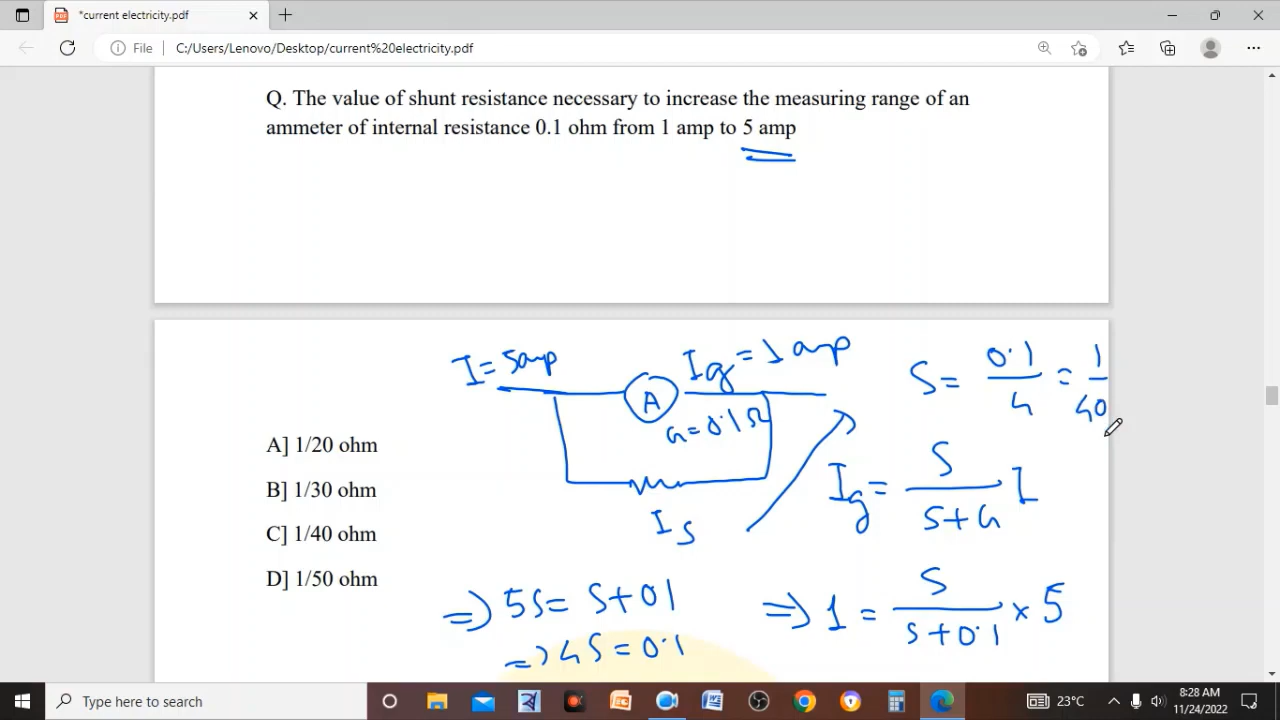 *current electricity.pdf
File | C:/Users/Lenovo/Desktop/current%20electricity.pdf
Q. The value of shunt resistance necessary to increase the measuring range of an
ammeter of internal resistance 0.1 ohm from 1 amp to 5 amp
I = 5amp
Ig = 1 amp
A
G = 0.1Ω
Is
S = 0.1/4 = 1/40
Ig = S/(S+G) I
A] 1/20 ohm
B] 1/30 ohm
C] 1/40 ohm
D] 1/50 ohm
=> 1 = S/(S+0.1) × 5
=> 5S = S+0.1
=> 4S = 0.1
Type here to search
23°C
8:28 AM
11/24/2022